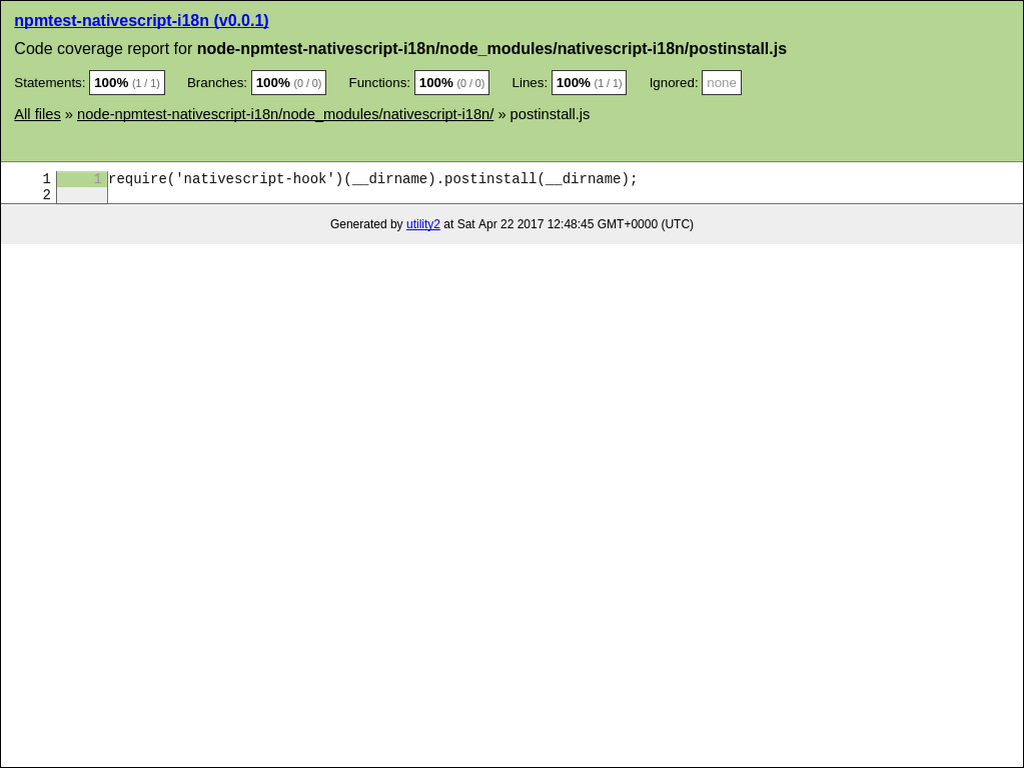 npmtest-nativescript-i18n (v0.0.1)
Code coverage report for node-npmtest-nativescript-i18n/node_modules/nativescript-i18n/postinstall.js
Statements: 100% (1 / 1) Branches: 100% (0 / 0) Functions: 100% (0 / 0) Lines: 100% (1 / 1) Ignored: none
All files » node-npmtest-nativescript-i18n/node_modules/nativescript-i18n/ » postinstall.js
1 1 require('nativescript-hook')(__dirname).postinstall(__dirname);
2
Generated by utility2 at Sat Apr 22 2017 12:48:45 GMT+0000 (UTC)